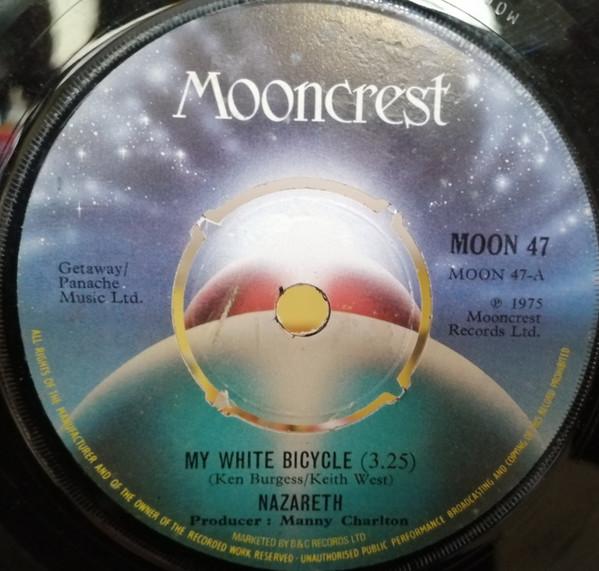 Mooncrest
MOON 47
MOON 47-A
Getaway/
Panache
Music Ltd.
℗ 1975
Mooncrest
Records Ltd.
MY WHITE BICYCLE (3.25)
(Ken Burgess/Keith West)
NAZARETH
Producer : Manny Charlton
MARKETED BY B&C RECORDS LTD
ALL RIGHTS OF THE MANUFACTURER AND OF THE OWNER OF THE RECORDED WORK RESERVED · UNAUTHORISED PUBLIC PERFORMANCE BROADCASTING AND COPYING OF THIS RECORD PROHIBITED